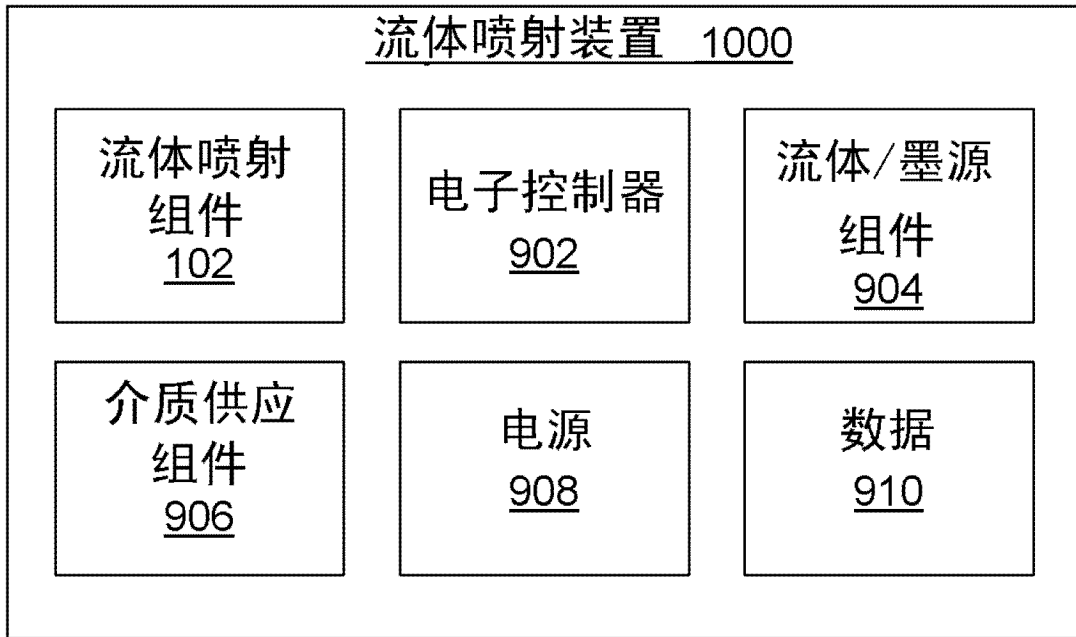 流体喷射装置 1000
流体喷射
组件
102
电子控制器
902
流体/墨源
组件
904
介质供应
组件
906
电源
908
数据
910